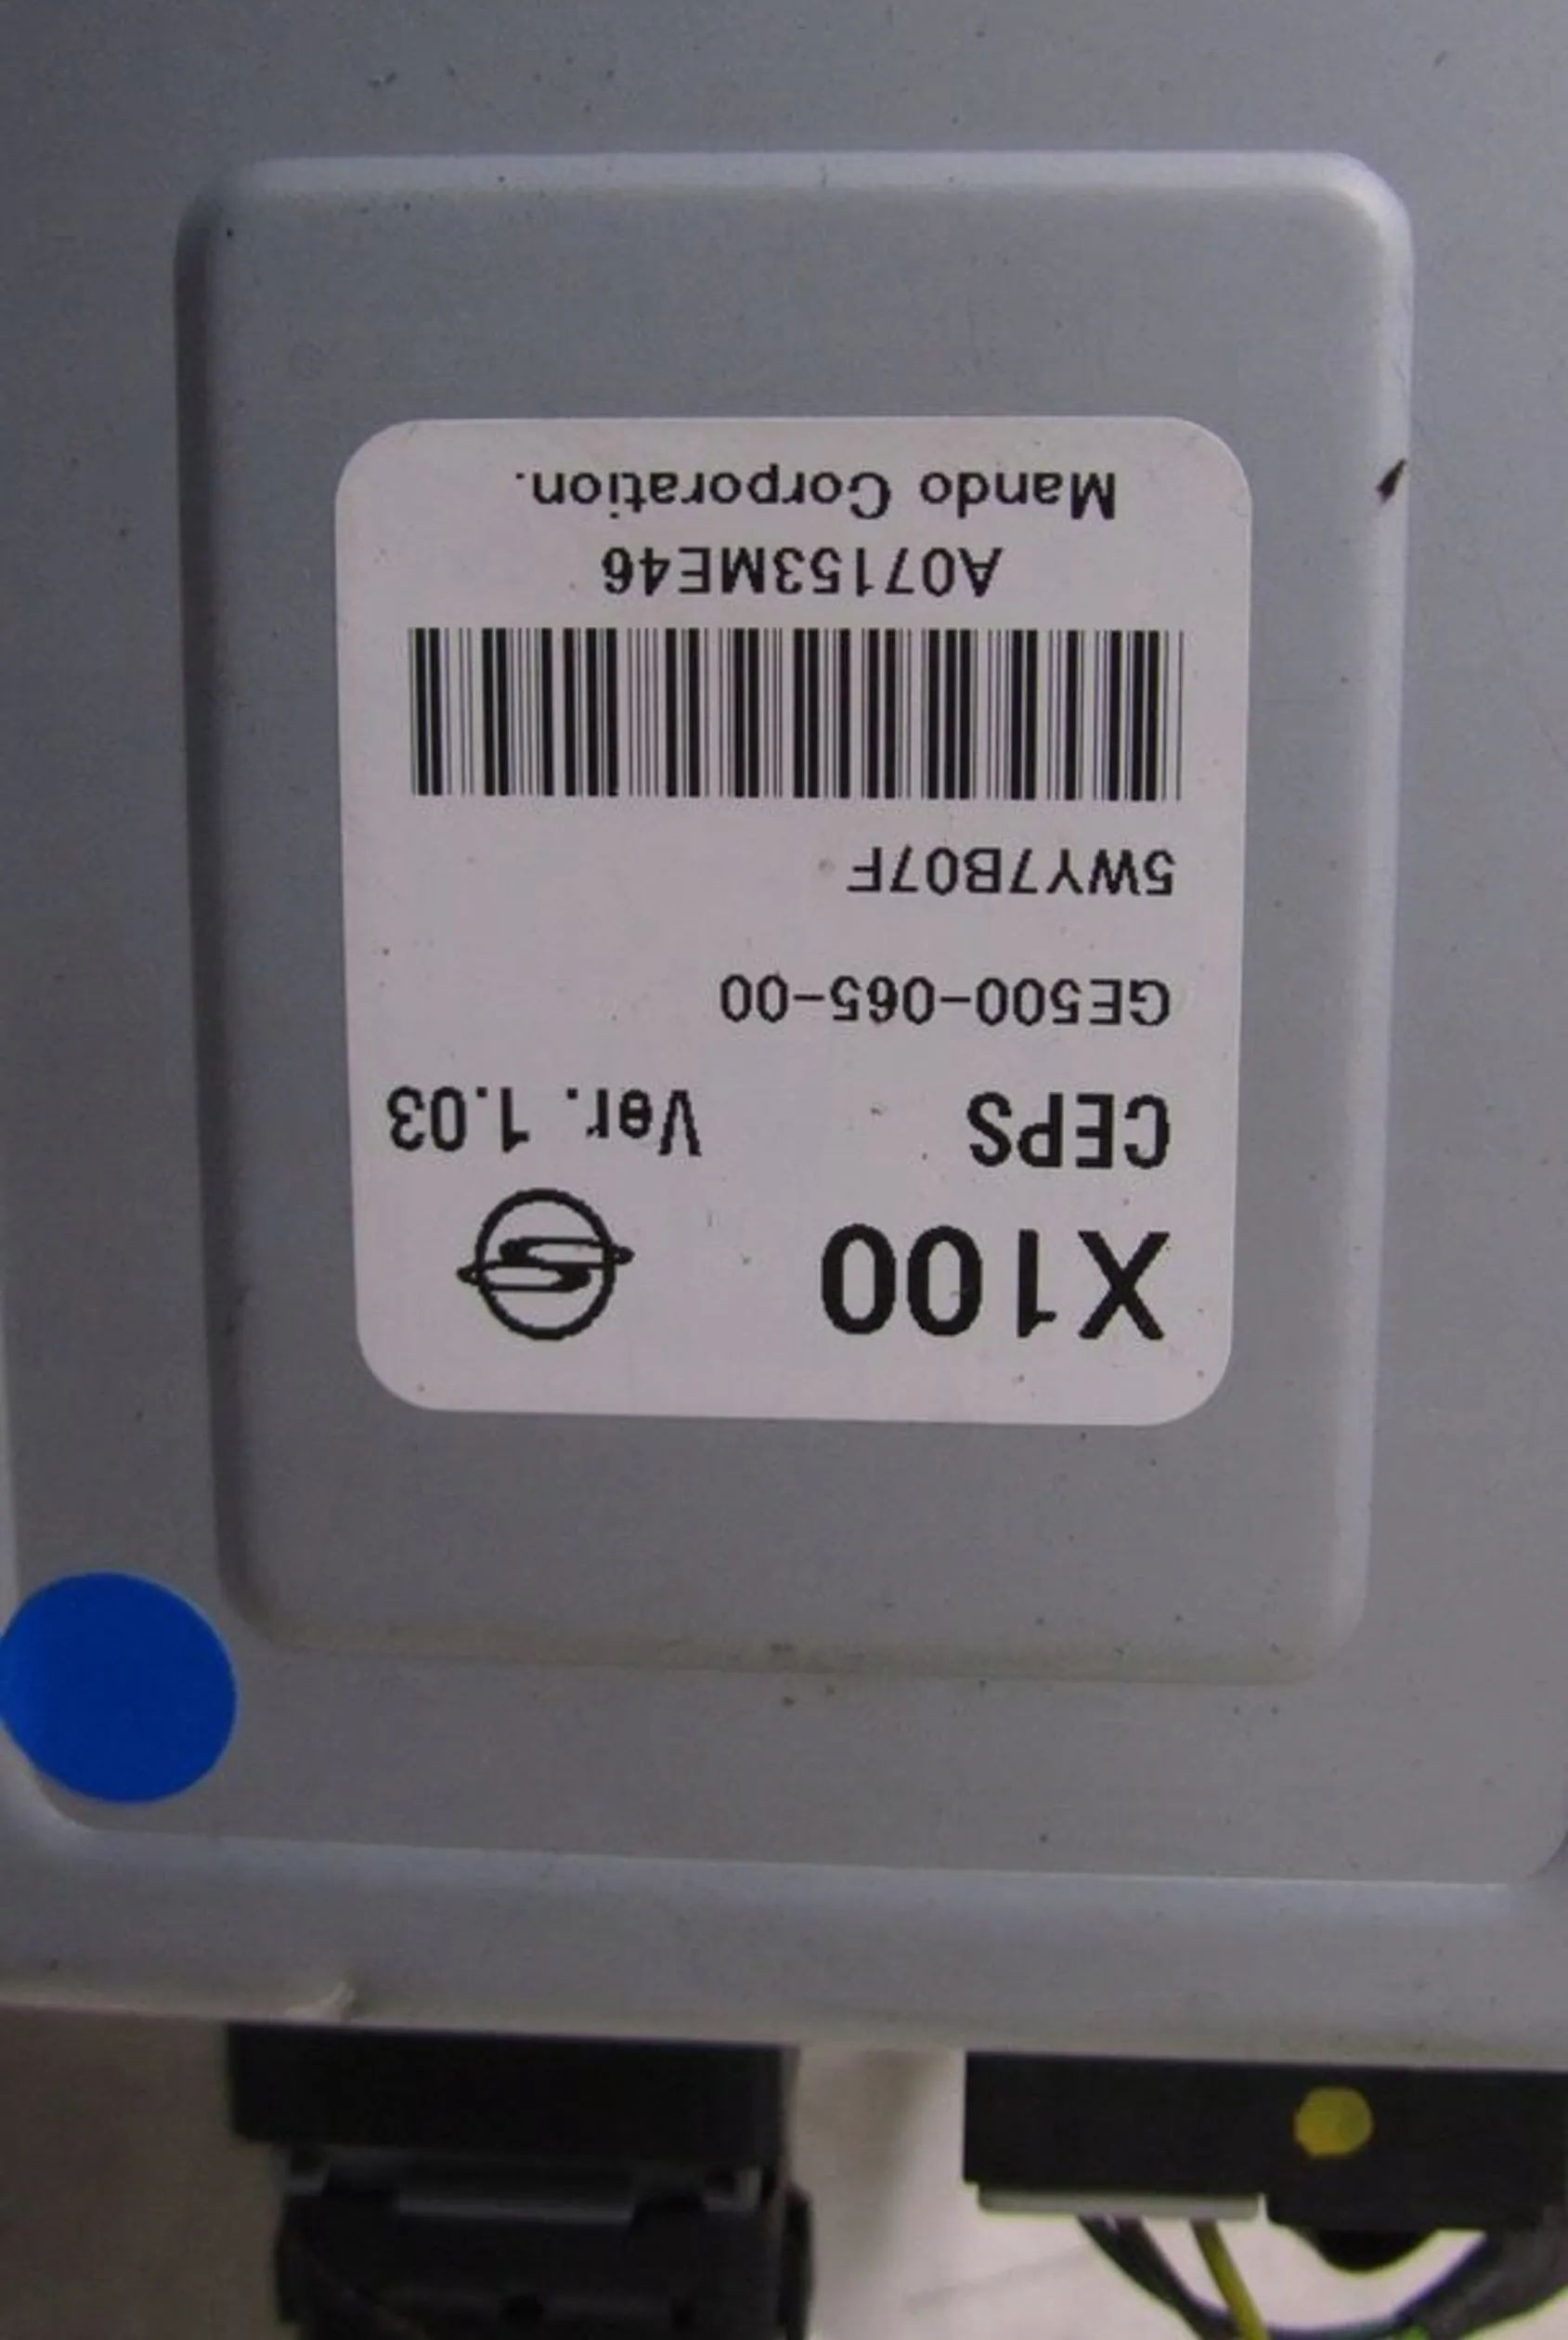 X100
CEPS Ver. 1.03
GE500-065-00
5WY7B07F
A07153ME46
Mando Corporation.